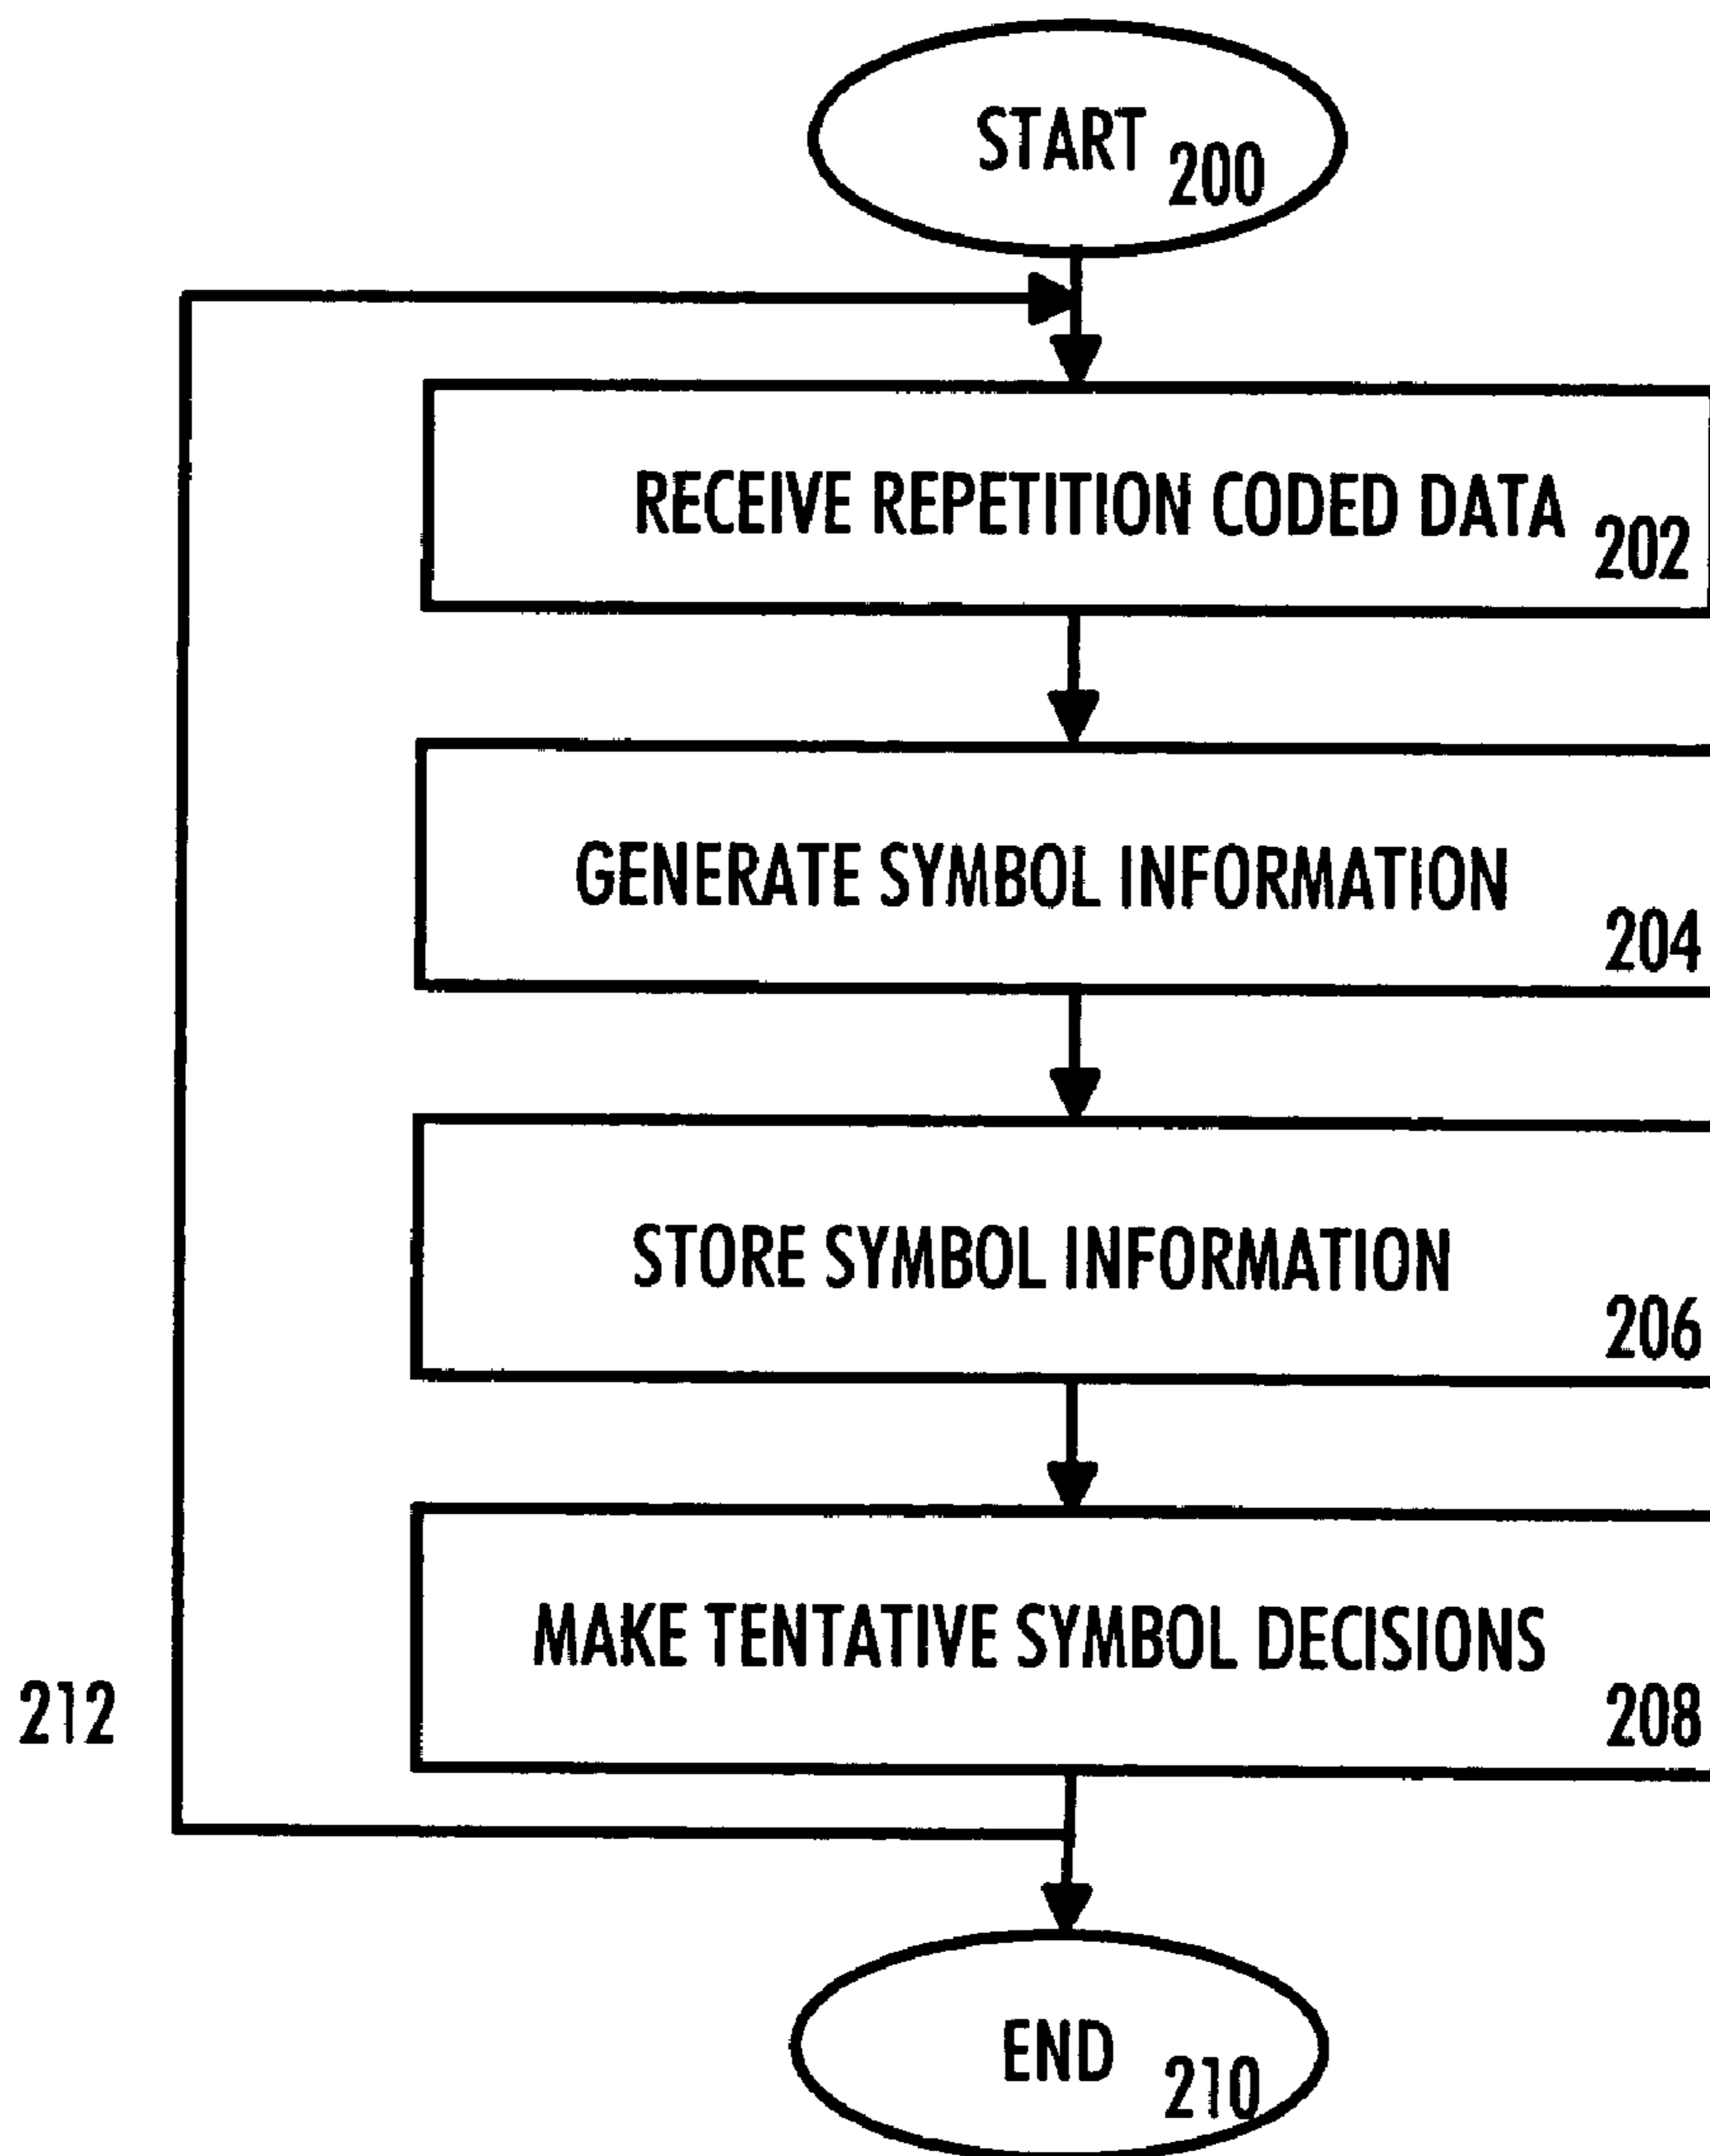 START 200
RECEIVE REPETITION CODED DATA 202
GENERATE SYMBOL INFORMATION
204
STORE SYMBOL INFORMATION
206
MAKE TENTATIVE SYMBOL DECISIONS
212
208
END 210